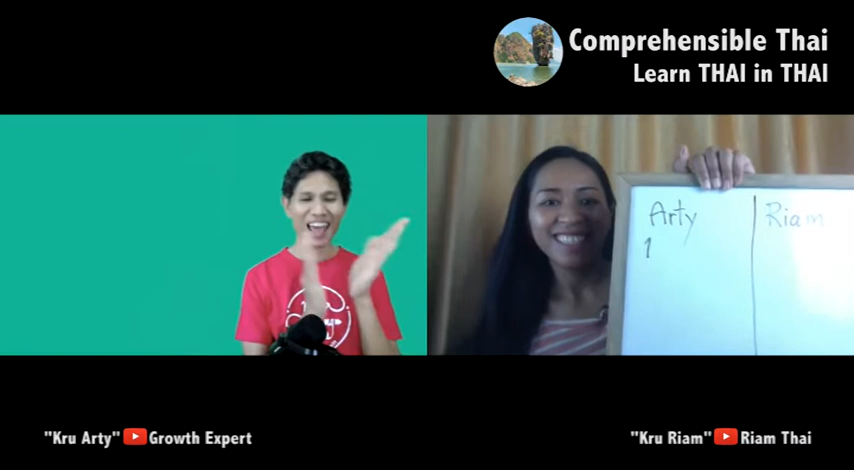 Comprehensible Thai
Learn THAI in THAI
Arty
Riam
1
"Kru Arty" Growth Expert
"Kru Riam" Riam Thai